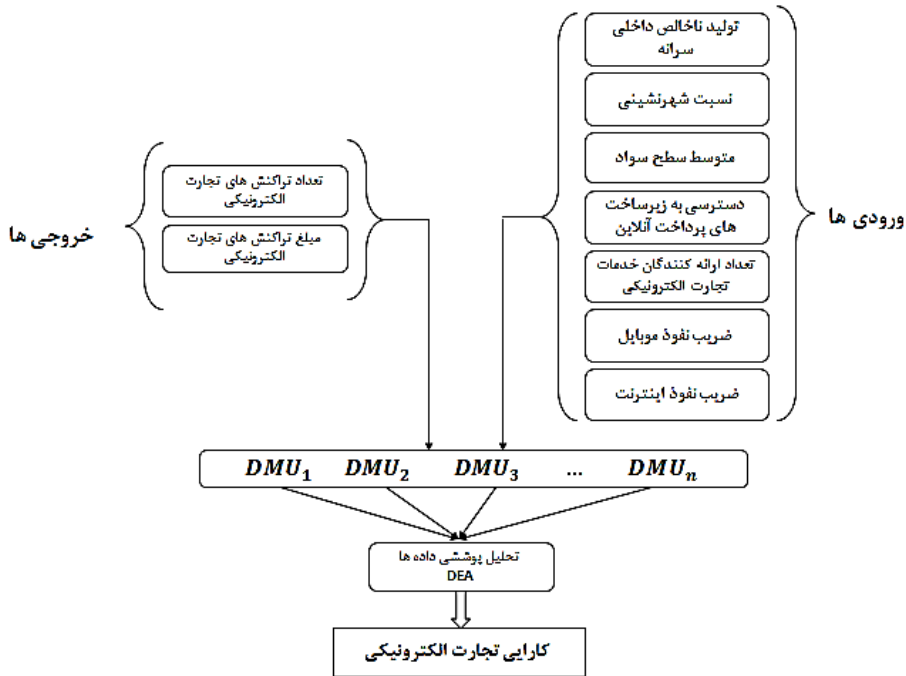 ورودی ها
تولید ناخالص داخلی
سرانه
نسبت شهرنشینی
متوسط سطح سواد
دسترسی به زیرساخت
های پرداخت آنلاین
تعداد ارائه کنندگان خدمات
تجارت الکترونیکی
ضریب نفوذ موبایل
ضریب نفوذ اینترنت
خروجی ها
تعداد تراکنش های تجارت
الکترونیکی
مبلغ تراکنش های تجارت
الکترونیکی
DMU₁ DMU₂ DMU₃ ... DMUₙ
تحلیل پوششی داده ها
DEA
کارایی تجارت الکترونیکی